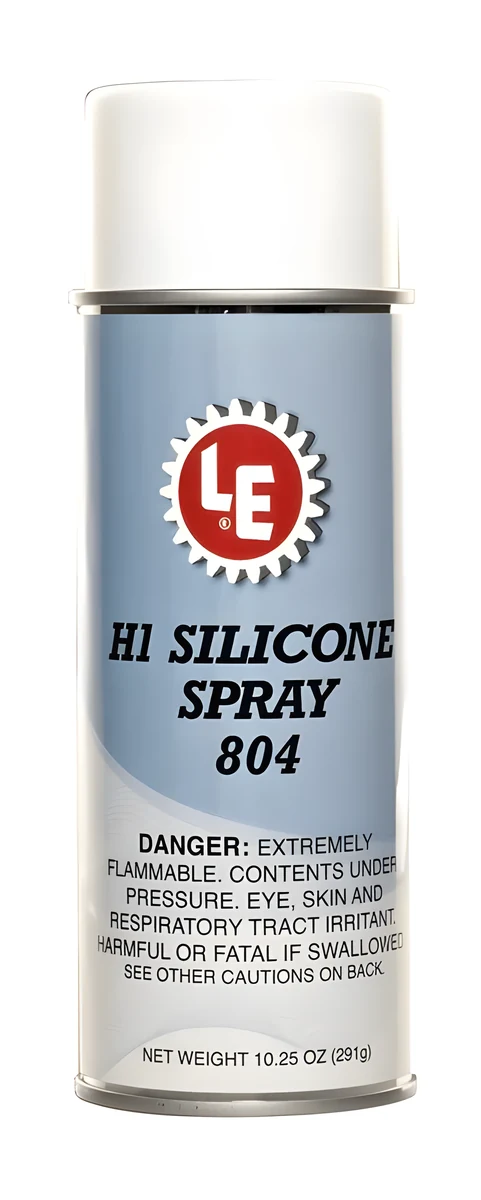 LE
®
H1 SILICONE
SPRAY
804
DANGER: EXTREMELY
FLAMMABLE. CONTENTS UNDER
PRESSURE. EYE, SKIN AND
RESPIRATORY TRACT IRRITANT.
HARMFUL OR FATAL IF SWALLOWED
SEE OTHER CAUTIONS ON BACK.
NET WEIGHT 10.25 OZ (291g)